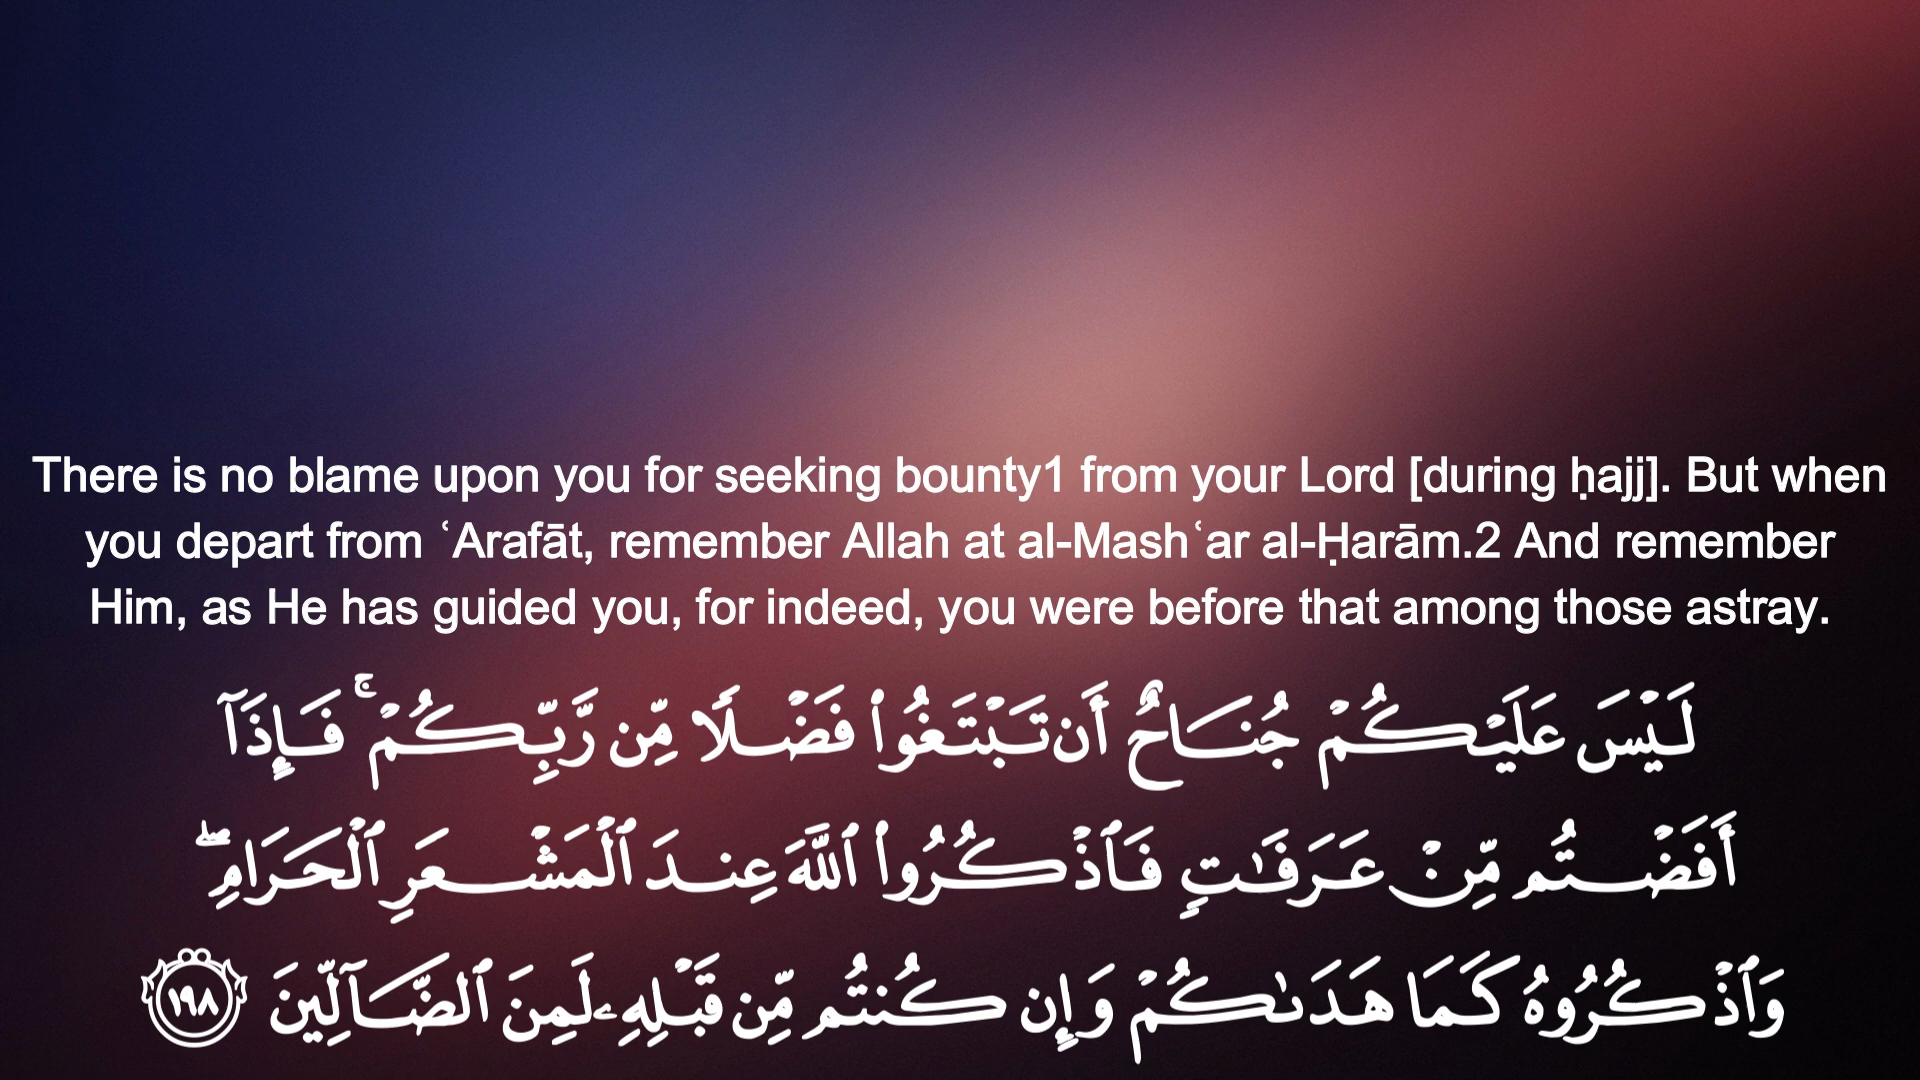 There is no blame upon you for seeking bounty1 from your Lord [during ḥajj]. But when
you depart from ʿArafāt, remember Allah at al-Mashʿar al-Ḥarām.2 And remember
Him, as He has guided you, for indeed, you were before that among those astray.
لَيْسَ عَلَيْكُمْ جُنَاحٌ أَن تَبْتَغُوا۟ فَضْلًا مِّن رَّبِّكُمْ ۚ فَإِذَآ
أَفَضْتُم مِّنْ عَرَفَـٰتٍ فَٱذْكُرُوا۟ ٱللَّهَ عِندَ ٱلْمَشْعَرِ ٱلْحَرَامِ ۖ
وَٱذْكُرُوهُ كَمَا هَدَىٰكُمْ وَإِن كُنتُم مِّن قَبْلِهِۦ لَمِنَ ٱلضَّآلِّينَ ١٩٨